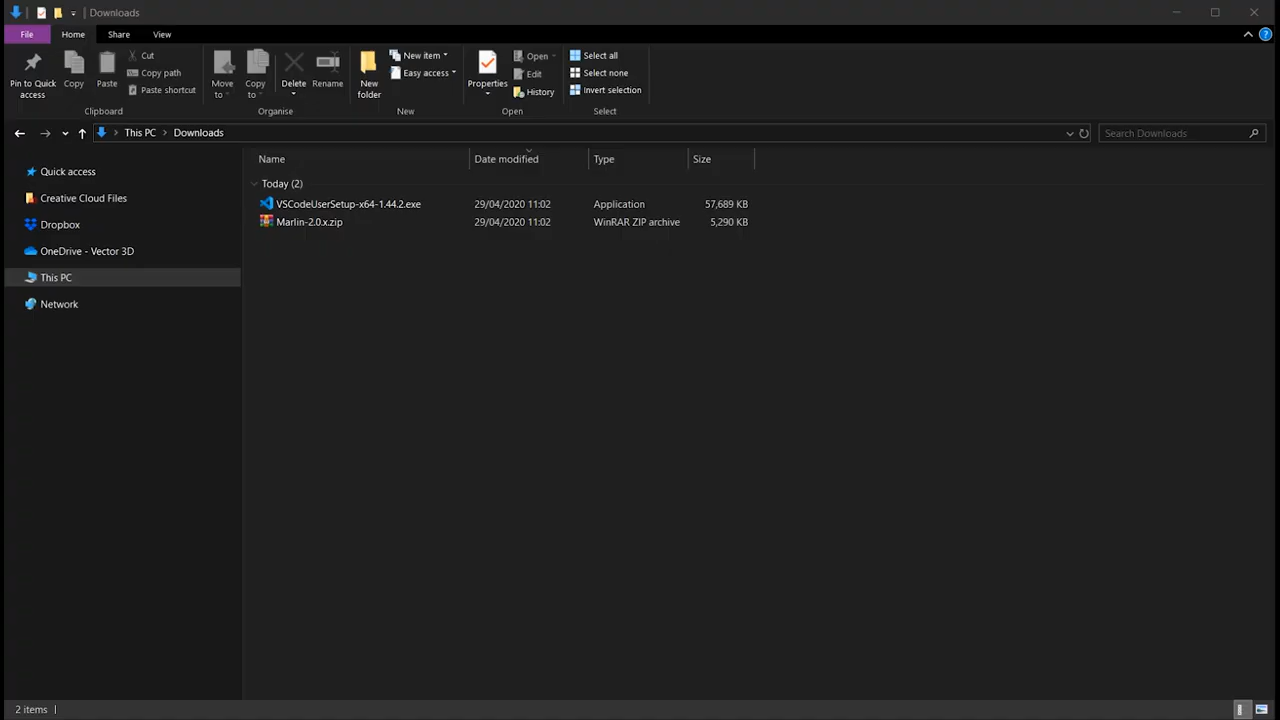 Downloads
File Home Share View
Pin to Quick access
Copy
Paste
Cut
Copy path
Paste shortcut
Clipboard
Move to
Copy to
Delete
Rename
Organise
New folder
New item
Easy access
New
Properties
Open
Edit
History
Open
Select all
Select none
Invert selection
Select
This PC > Downloads
Search Downloads
Quick access
Creative Cloud Files
Dropbox
OneDrive - Vector 3D
This PC
Network
Name Date modified Type Size
Today (2)
VSCodeUserSetup-x64-1.44.2.exe 29/04/2020 11:02 Application 57,689 KB
Marlin-2.0.x.zip 29/04/2020 11:02 WinRAR ZIP archive 5,290 KB
2 items